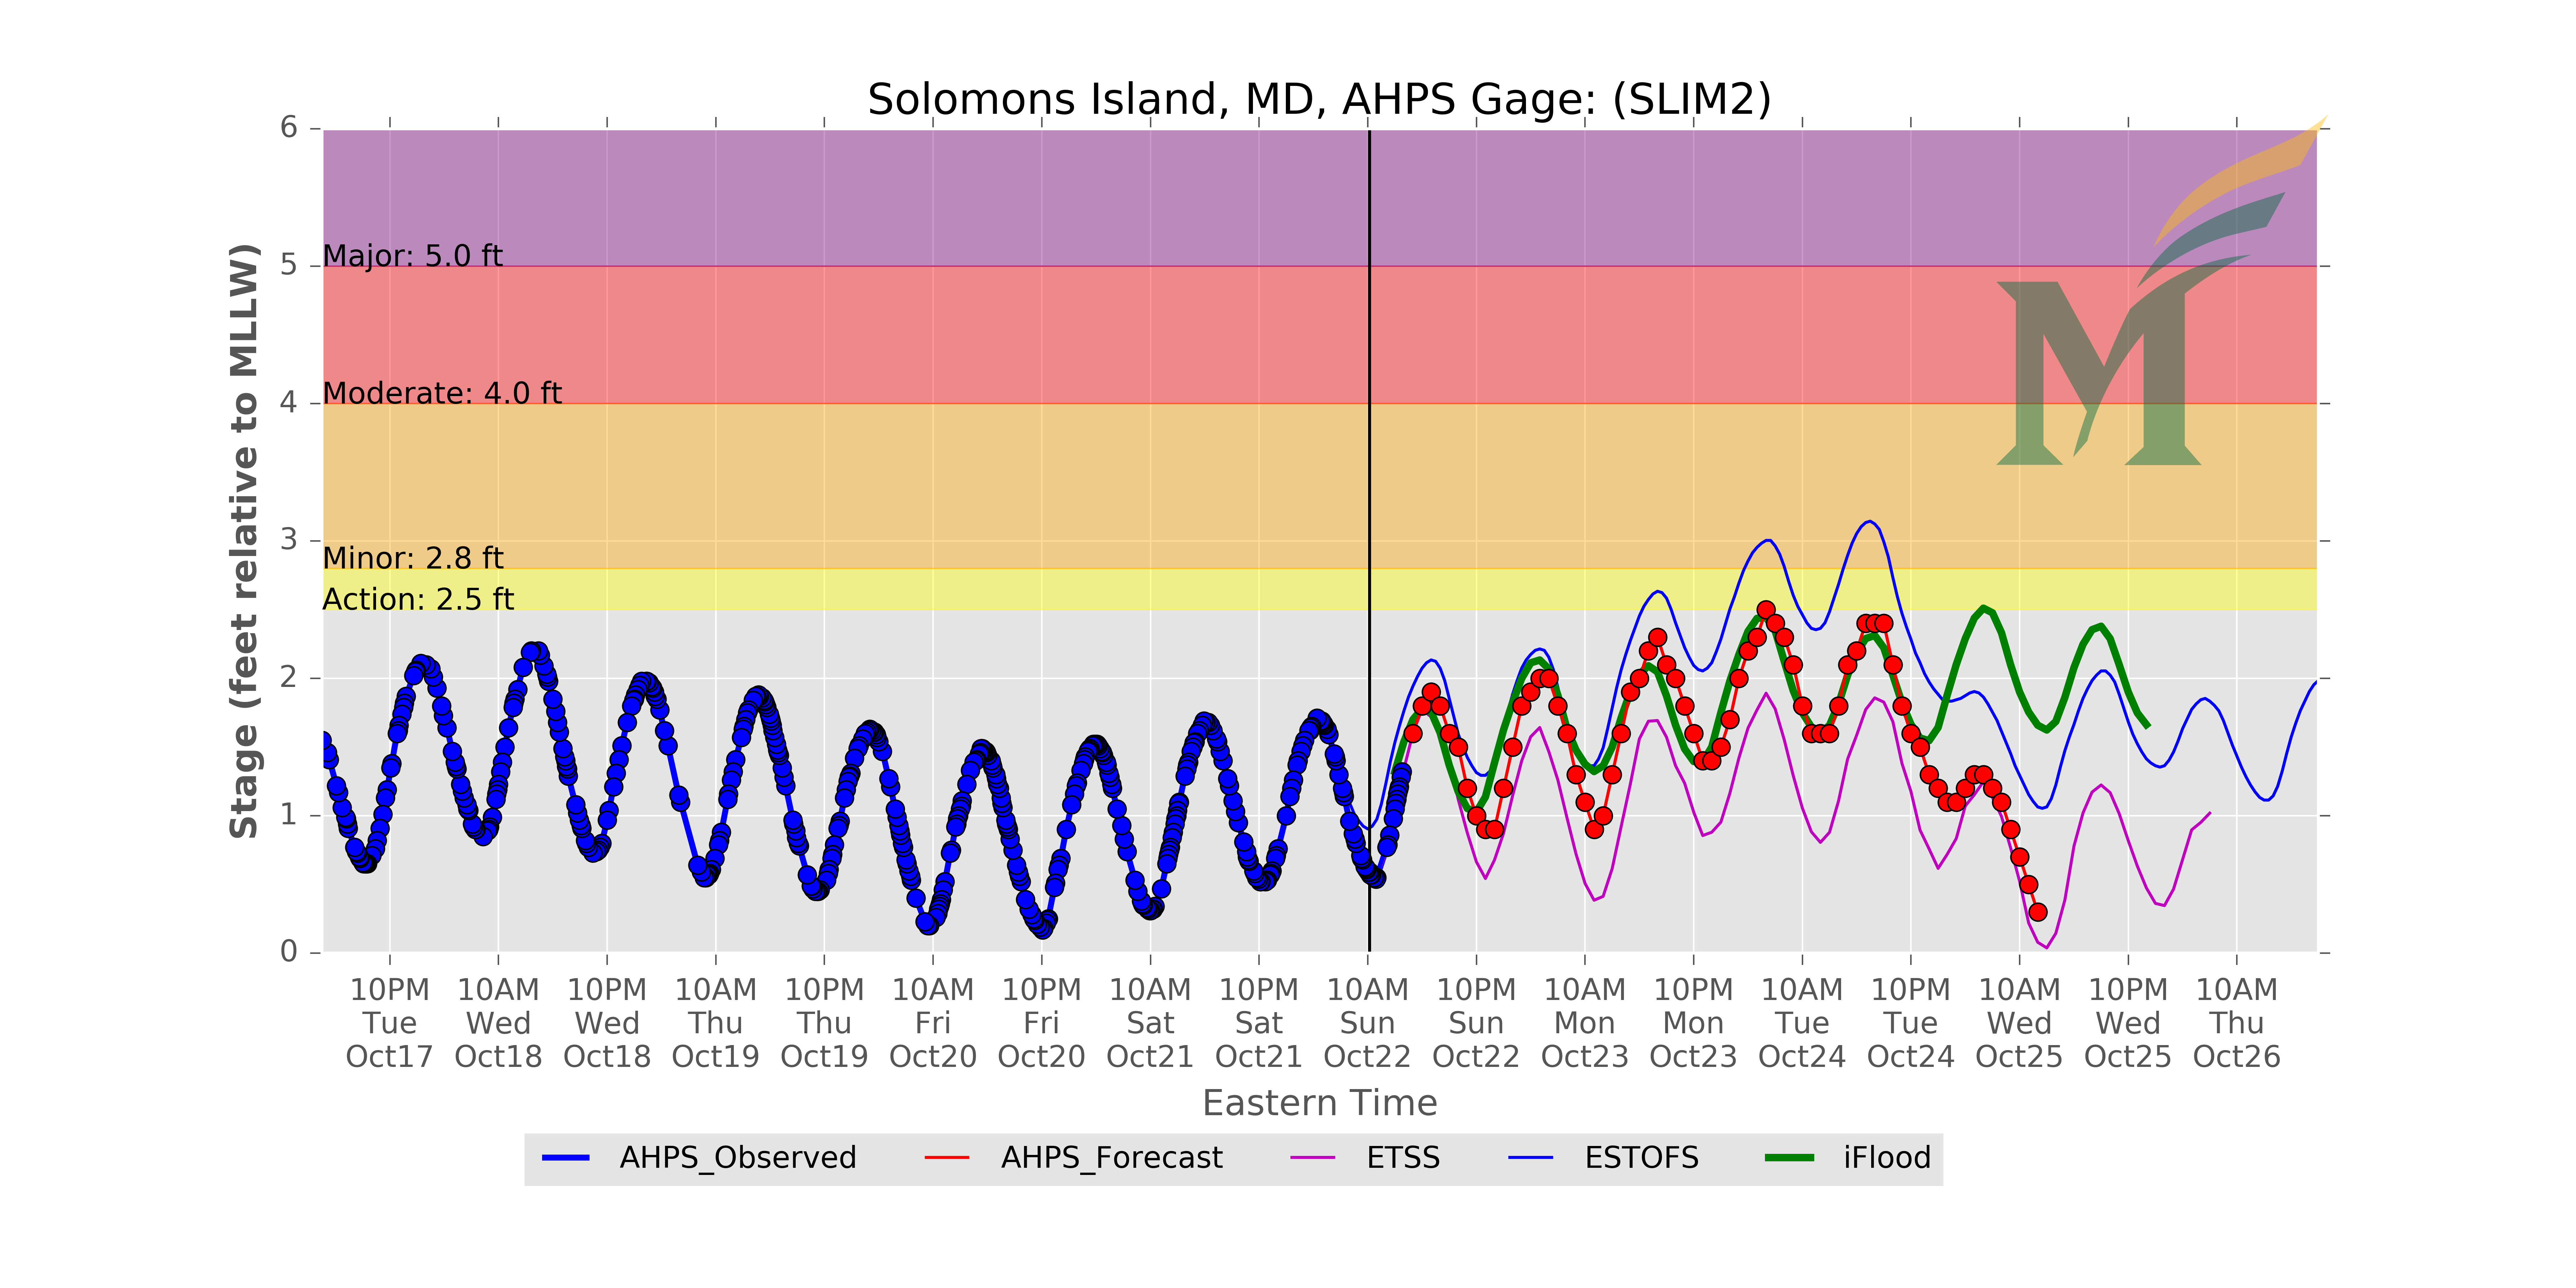 Solomons Island, MD, AHPS Gage: (SLIM2)
Stage (feet relative to MLLW)
6
5
4
3
2
1
0
Major: 5.0 ft
Moderate: 4.0 ft
Minor: 2.8 ft
Action: 2.5 ft
M
10PM 10AM 10PM 10AM 10PM 10AM 10PM 10AM 10PM 10AM 10PM 10AM 10PM 10AM 10PM 10AM 10PM 10AM
Tue Wed Wed Thu Thu Fri Fri Sat Sat Sun Sun Mon Mon Tue Tue Wed Wed Thu
Oct17 Oct18 Oct18 Oct19 Oct19 Oct20 Oct20 Oct21 Oct21 Oct22 Oct22 Oct23 Oct23 Oct24 Oct24 Oct25 Oct25 Oct26
Eastern Time
AHPS_Observed AHPS_Forecast ETSS ESTOFS iFlood